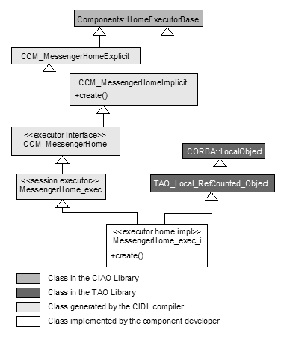 Components::HomeExecutorBase
CCM_MessengerHomeExplicit
CCM_MessengerHomeImplicit
+create()
<<executor interface>>
CCM_MessengerHome
CORBA::LocalObject
<<session executor>>
MessengerHome_exec
TAO_Local_RefCounted_Object
<<executor home impl>>
MessengerHome_exec_i
+create()
Class in the CIAO Library
Class in the TAO Library
Class generated by the CIDL compiler
Class implemented by the component developer